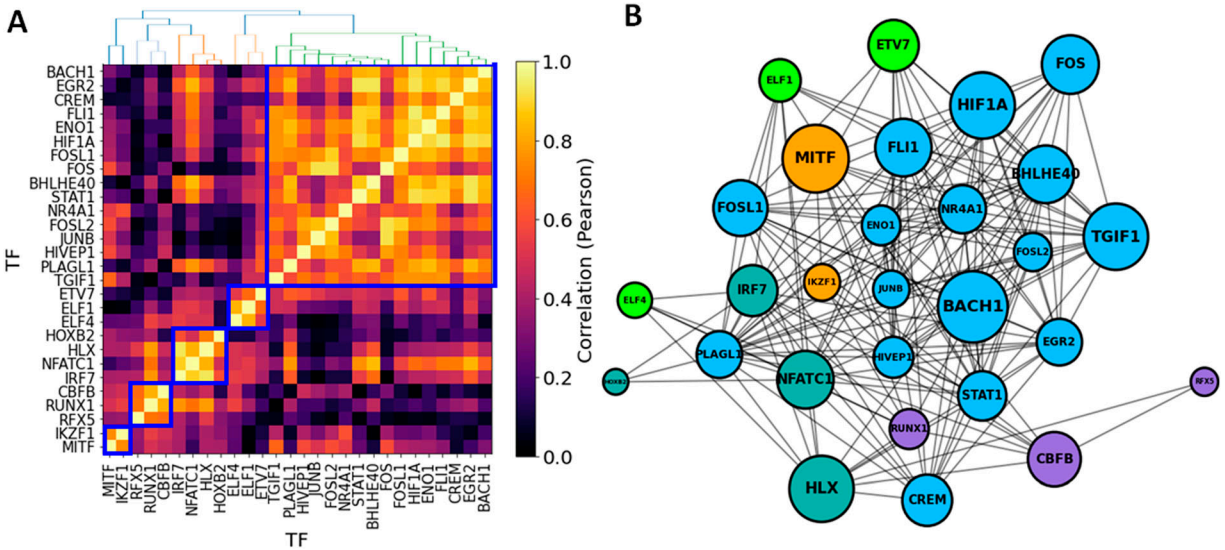 A
BACH1
EGR2
CREM
FLI1
ENO1
HIF1A
FOSL1
FOS
BHLHE40
STAT1
NR4A1
FOSL2
JUNB
HIVEP1
PLAGL1
TGIF1
ETV7
ELF1
ELF4
HOXB2
HLX
NFATC1
IRF7
CBFB
RUNX1
RFX5
IKZF1
MITF
TF
MITF
IKZF1
RFX5
RUNX1
CBFB
IRF7
NFATC1
HLX
HOXB2
ELF4
ELF1
ETV7
TGIF1
PLAGL1
HIVEP1
JUNB
FOSL2
NR4A1
STAT1
BHLHE40
FOS
FOSL1
HIF1A
ENO1
FLI1
CREM
EGR2
BACH1
TF
1.0
0.8
0.6
0.4
0.2
0.0
Correlation (Pearson)
B
ETV7
FOS
ELF1
HIF1A
MITF
FLI1
BHLHE40
FOSL1
NR4A1
ENO1
TGIF1
FOSL2
IKZF1
IRF7
JUNB
ELF4
BACH1
EGR2
PLAGL1
HIVEP1
NFATC1
HOXB2
RFX5
STAT1
RUNX1
CBFB
HLX
CREM